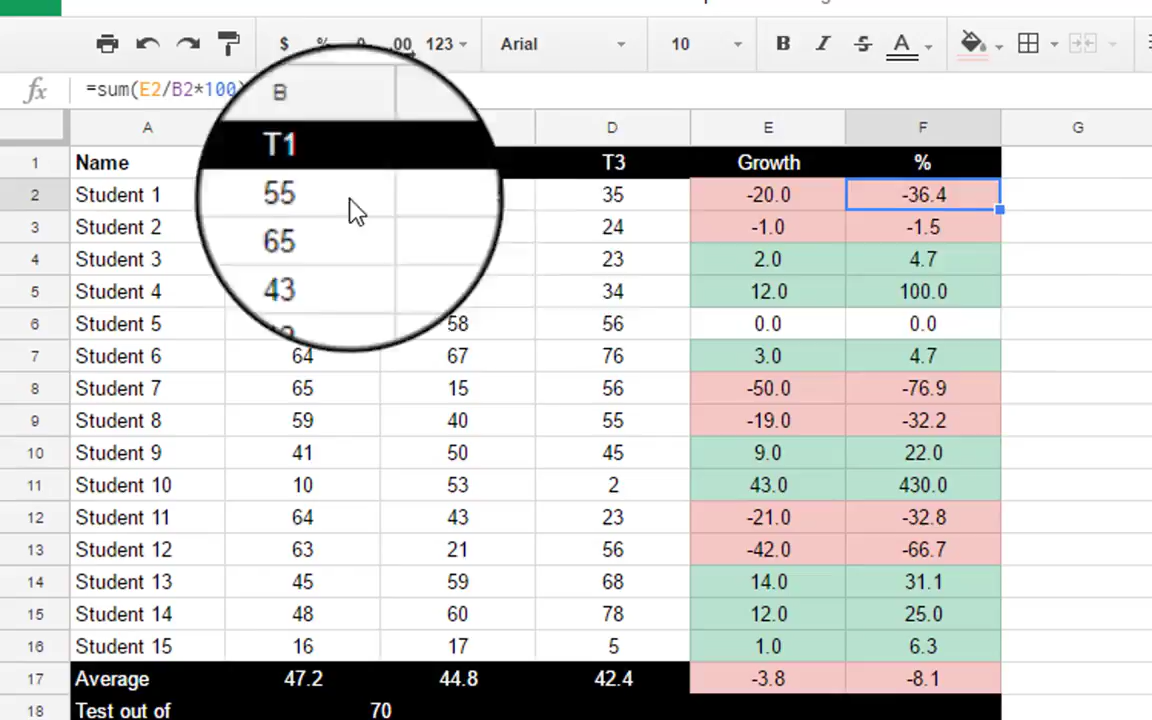 $ % .0 .00 123 Arial 10 B I S A
fx =sum(E2/B2*100)
A B D E F G
1 Name T1 T3 Growth %
2 Student 1 55 35 -20.0 -36.4
3 Student 2 65 24 -1.0 -1.5
4 Student 3 43 23 2.0 4.7
5 Student 4 34 12.0 100.0
6 Student 5 58 56 0.0 0.0
7 Student 6 64 67 76 3.0 4.7
8 Student 7 65 15 56 -50.0 -76.9
9 Student 8 59 40 55 -19.0 -32.2
10 Student 9 41 50 45 9.0 22.0
11 Student 10 10 53 2 43.0 430.0
12 Student 11 64 43 23 -21.0 -32.8
13 Student 12 63 21 56 -42.0 -66.7
14 Student 13 45 59 68 14.0 31.1
15 Student 14 48 60 78 12.0 25.0
16 Student 15 16 17 5 1.0 6.3
17 Average 47.2 44.8 42.4 -3.8 -8.1
18 Test out of 70